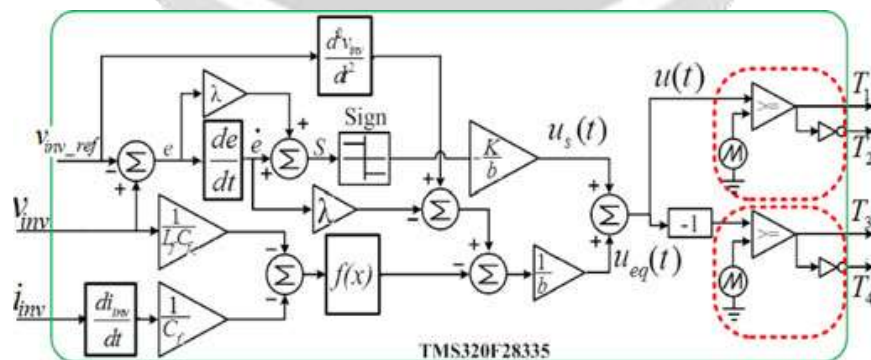 d²v_inv
dt²
u(t)
>=
T₁
T₂
λ
Sign
v_inv_ref
Σ
e
de
dt
ė
Σ
S
-K
b
u_s(t)
v_inv
1
L_f C_f
λ
Σ
Σ
-1
>=
T₃
T₄
Σ
f(x)
Σ
1
b
u_eq(t)
i_inv
di_inv
dt
1
C_f
TMS320F28335